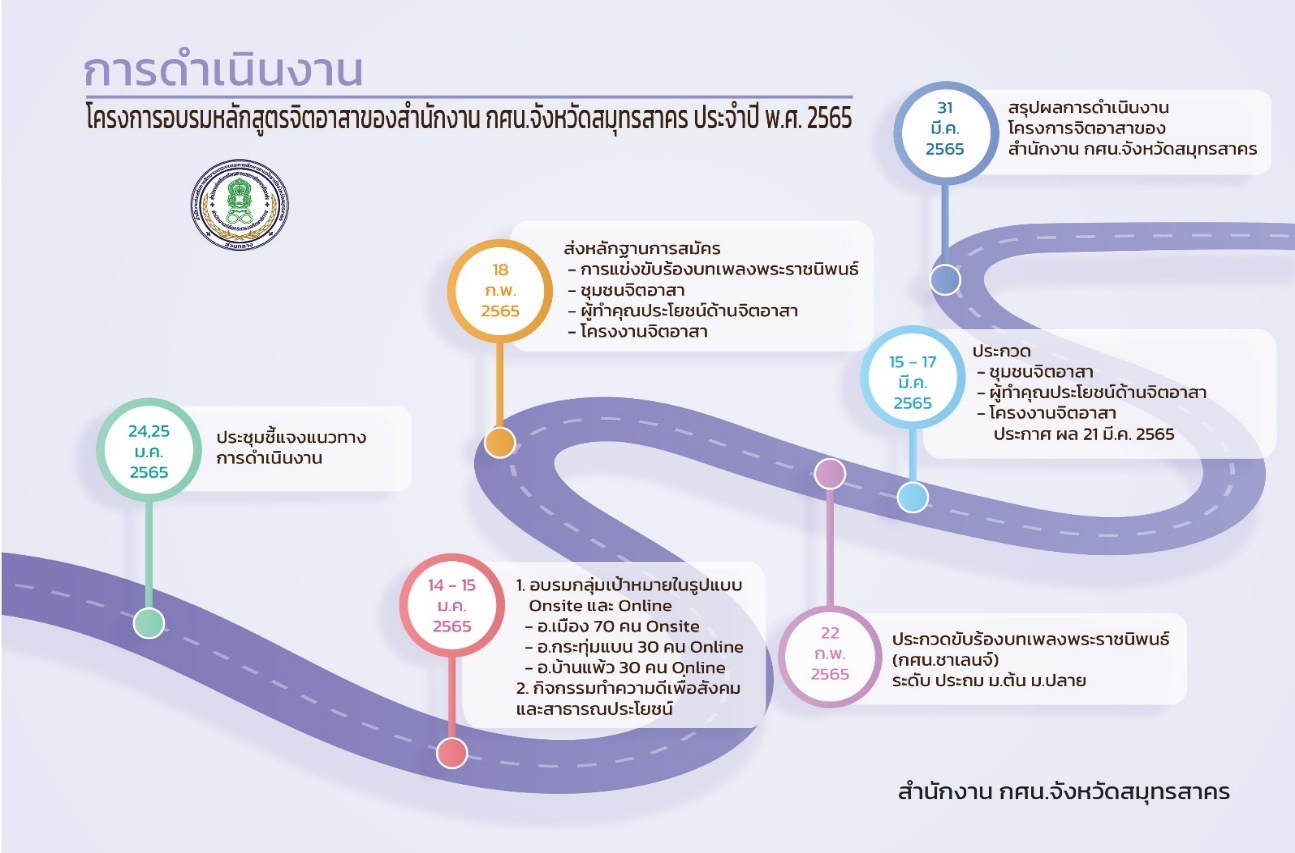 การดำเนินงาน
โครงการอบรมหลักสูตรจิตอาสาของสำนักงาน กศน.จังหวัดสมุทรสาคร ประจำปี พ.ศ. 2565
24,25
ม.ค.
2565
ประชุมชี้แจงแนวทาง
การดำเนินงาน
14 - 15
ม.ค.
2565
1. อบรมกลุ่มเป้าหมายในรูปแบบ
Onsite และ Online
- อ.เมือง 70 คน Onsite
- อ.กระทุ่มแบน 30 คน Online
- อ.บ้านแพ้ว 30 คน Online
2. กิจกรรมทำความดีเพื่อสังคม
และสาธารณประโยชน์
18
ก.พ.
2565
ส่งหลักฐานการสมัคร
- การแข่งขับร้องบทเพลงพระราชนิพนธ์
- ชุมชนจิตอาสา
- ผู้ทำคุณประโยชน์ด้านจิตอาสา
- โครงงานจิตอาสา
22
ก.พ.
2565
ประกวดขับร้องบทเพลงพระราชนิพนธ์
(กศน.ชาเลนจ์)
ระดับ ประถม ม.ต้น ม.ปลาย
15 - 17
มี.ค.
2565
ประกวด
- ชุมชนจิตอาสา
- ผู้ทำคุณประโยชน์ด้านจิตอาสา
- โครงงานจิตอาสา
ประกาศ ผล 21 มี.ค. 2565
31
มี.ค.
2565
สรุปผลการดำเนินงาน
โครงการจิตอาสาของ
สำนักงาน กศน.จังหวัดสมุทรสาคร
สำนักงาน กศน.จังหวัดสมุทรสาคร